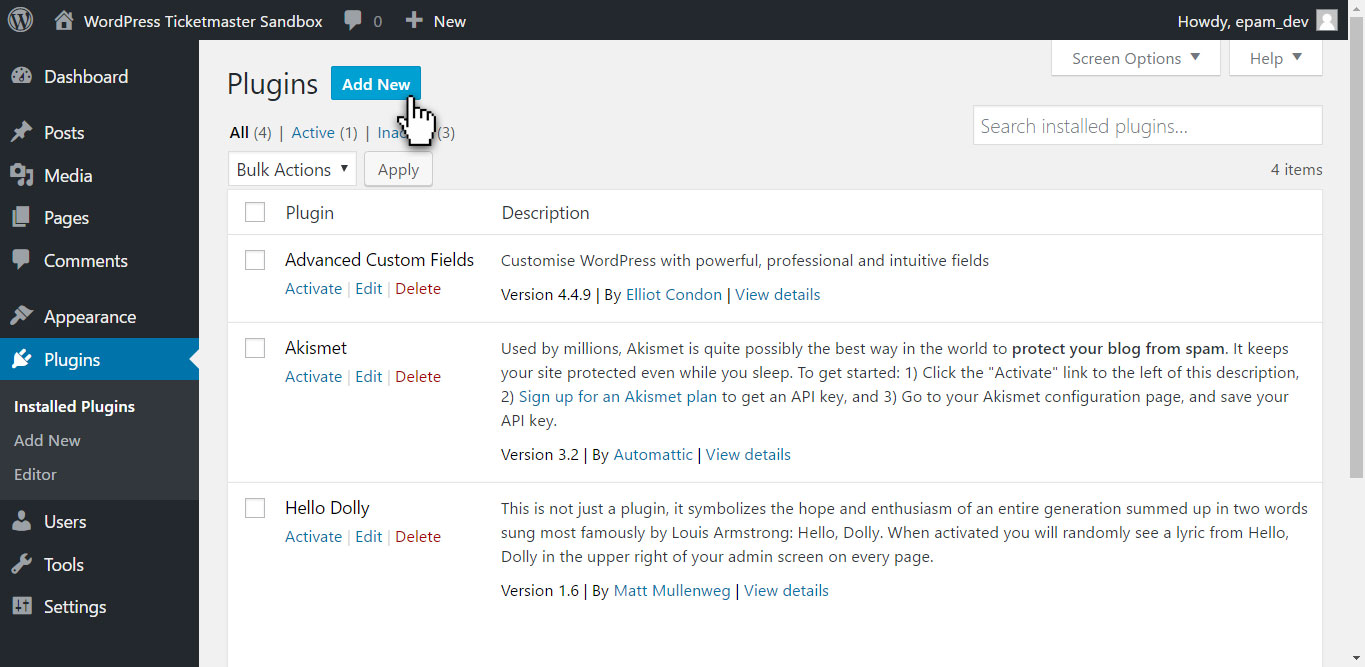 WordPress Ticketmaster Sandbox 0 New Howdy, epam_dev
Screen Options Help
Dashboard
Posts
Media
Pages
Comments
Appearance
Plugins
Installed Plugins
Add New
Editor
Users
Tools
Settings
Plugins Add New
All (4) | Active (1) | (3)
Search installed plugins...
Bulk Actions Apply
4 items
Plugin Description
Advanced Custom Fields
Activate | Edit | Delete
Customise WordPress with powerful, professional and intuitive fields
Version 4.4.9 | By Elliot Condon | View details
Akismet
Activate | Edit | Delete
Used by millions, Akismet is quite possibly the best way in the world to protect your blog from spam. It keeps
your site protected even while you sleep. To get started: 1) Click the "Activate" link to the left of this description,
2) Sign up for an Akismet plan to get an API key, and 3) Go to your Akismet configuration page, and save your
API key.
Version 3.2 | By Automattic | View details
Hello Dolly
Activate | Edit | Delete
This is not just a plugin, it symbolizes the hope and enthusiasm of an entire generation summed up in two words
sung most famously by Louis Armstrong: Hello, Dolly. When activated you will randomly see a lyric from Hello,
Dolly in the upper right of your admin screen on every page.
Version 1.6 | By Matt Mullenweg | View details